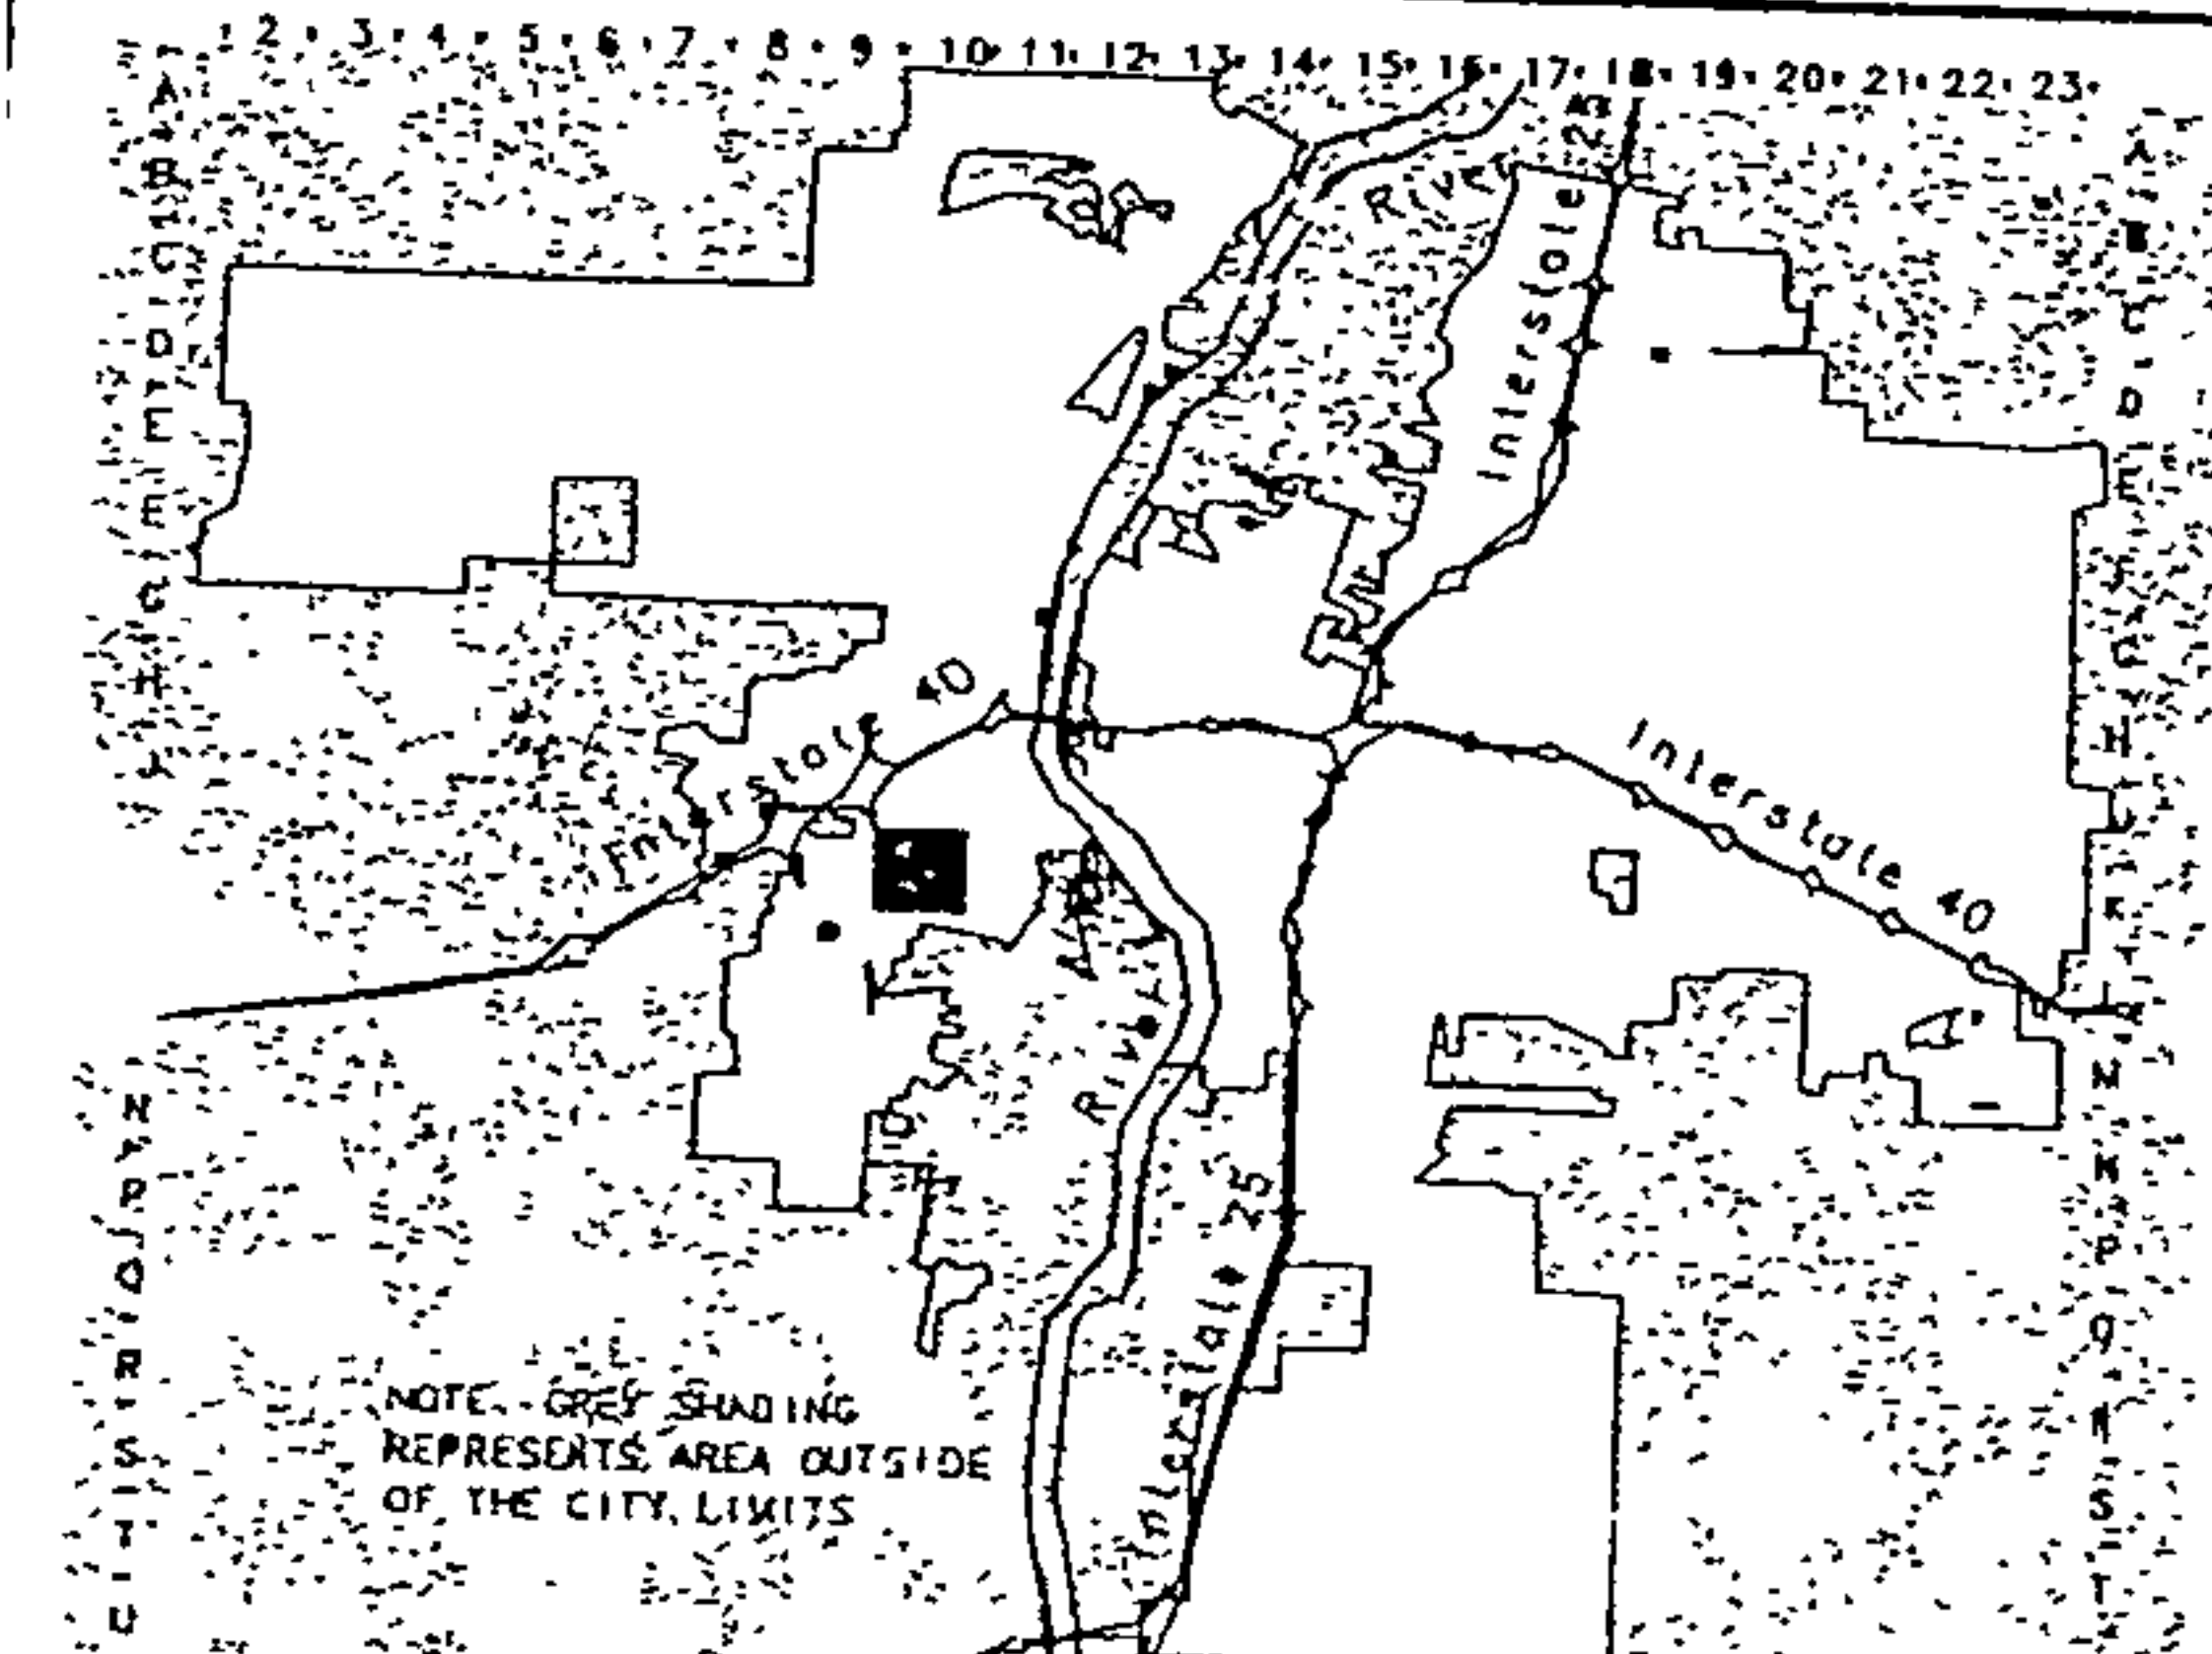 2 3 4 5 6 7 8 9 10 11 12 13 14 15 16 17 18 19 20 21 22 23
A
B
C
D
E
E
G
H
J
N
P
Q
R
S
T
U
A
B
C
D
E
J
G
H
J
K
L
N
N
P
Q
R
S
T
River
Interstate 25
Interstate 40
Interstate 40
River
Interstate 25
NOTE. GREY SHADING
REPRESENTS AREA OUTSIDE
OF THE CITY LIMITS